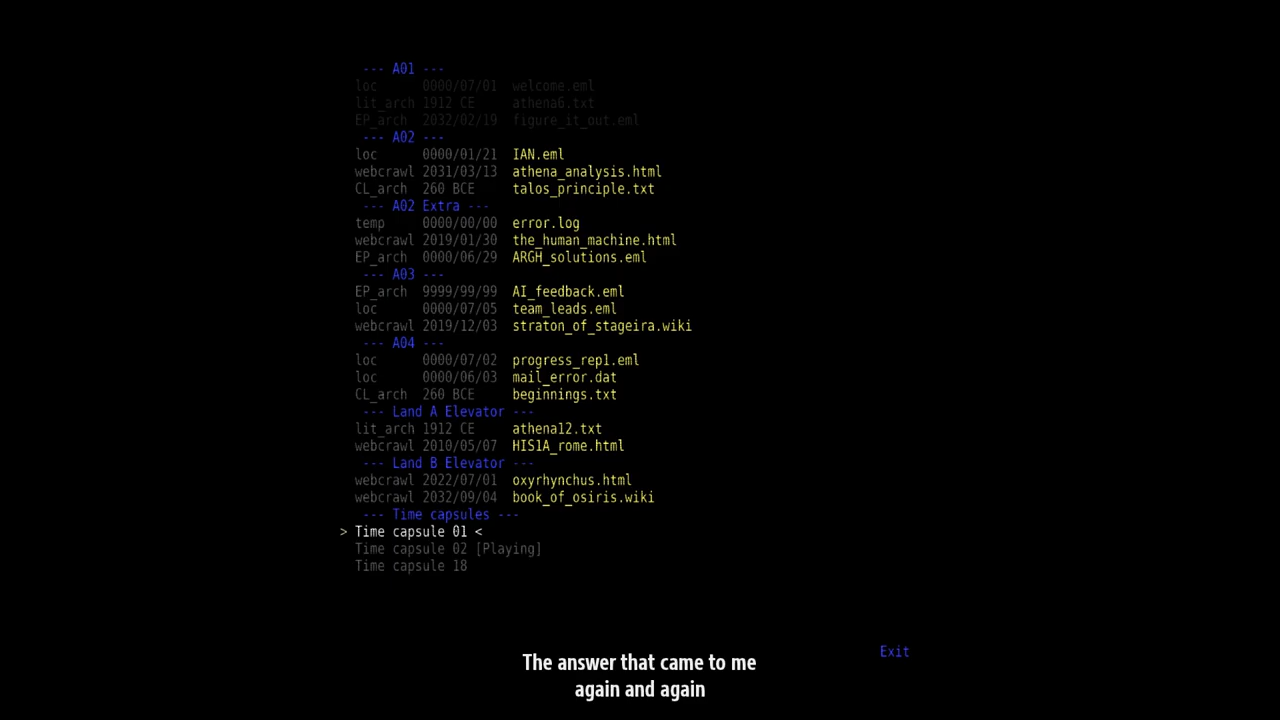 --- A01 ---
loc 0000/07/01 welcome.eml
lit_arch 1912 CE athena6.txt
EP_arch 2032/02/19 figure_it_out.eml
--- A02 ---
loc 0000/01/21 IAN.eml
webcrawl 2031/03/13 athena_analysis.html
CL_arch 260 BCE talos_principle.txt
--- A02 Extra ---
temp 0000/00/00 error.log
webcrawl 2019/01/30 the_human_machine.html
EP_arch 0000/06/29 ARGH_solutions.eml
--- A03 ---
EP_arch 9999/99/99 AI_feedback.eml
loc 0000/07/05 team_leads.eml
webcrawl 2019/12/03 straton_of_stageira.wiki
--- A04 ---
loc 0000/07/02 progress_rep1.eml
loc 0000/06/03 mail_error.dat
CL_arch 260 BCE beginnings.txt
--- Land A Elevator ---
lit_arch 1912 CE athena12.txt
webcrawl 2010/05/07 HIS1A_rome.html
--- Land B Elevator ---
webcrawl 2022/07/01 oxyrhynchus.html
webcrawl 2032/09/04 book_of_osiris.wiki
--- Time capsules ---
> Time capsule 01 <
Time capsule 02 [Playing]
Time capsule 18
Exit
The answer that came to me
again and again